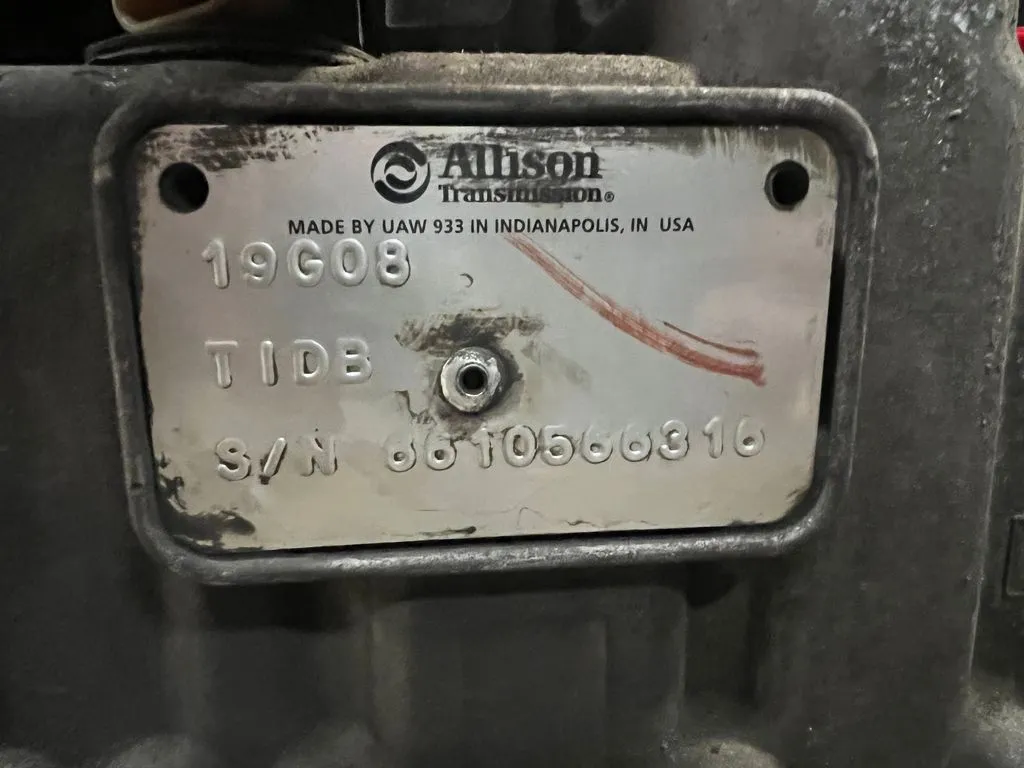 Allison
Transmission®
MADE BY UAW 933 IN INDIANAPOLIS, IN USA
19G08
TIDB
S/N 6610566316